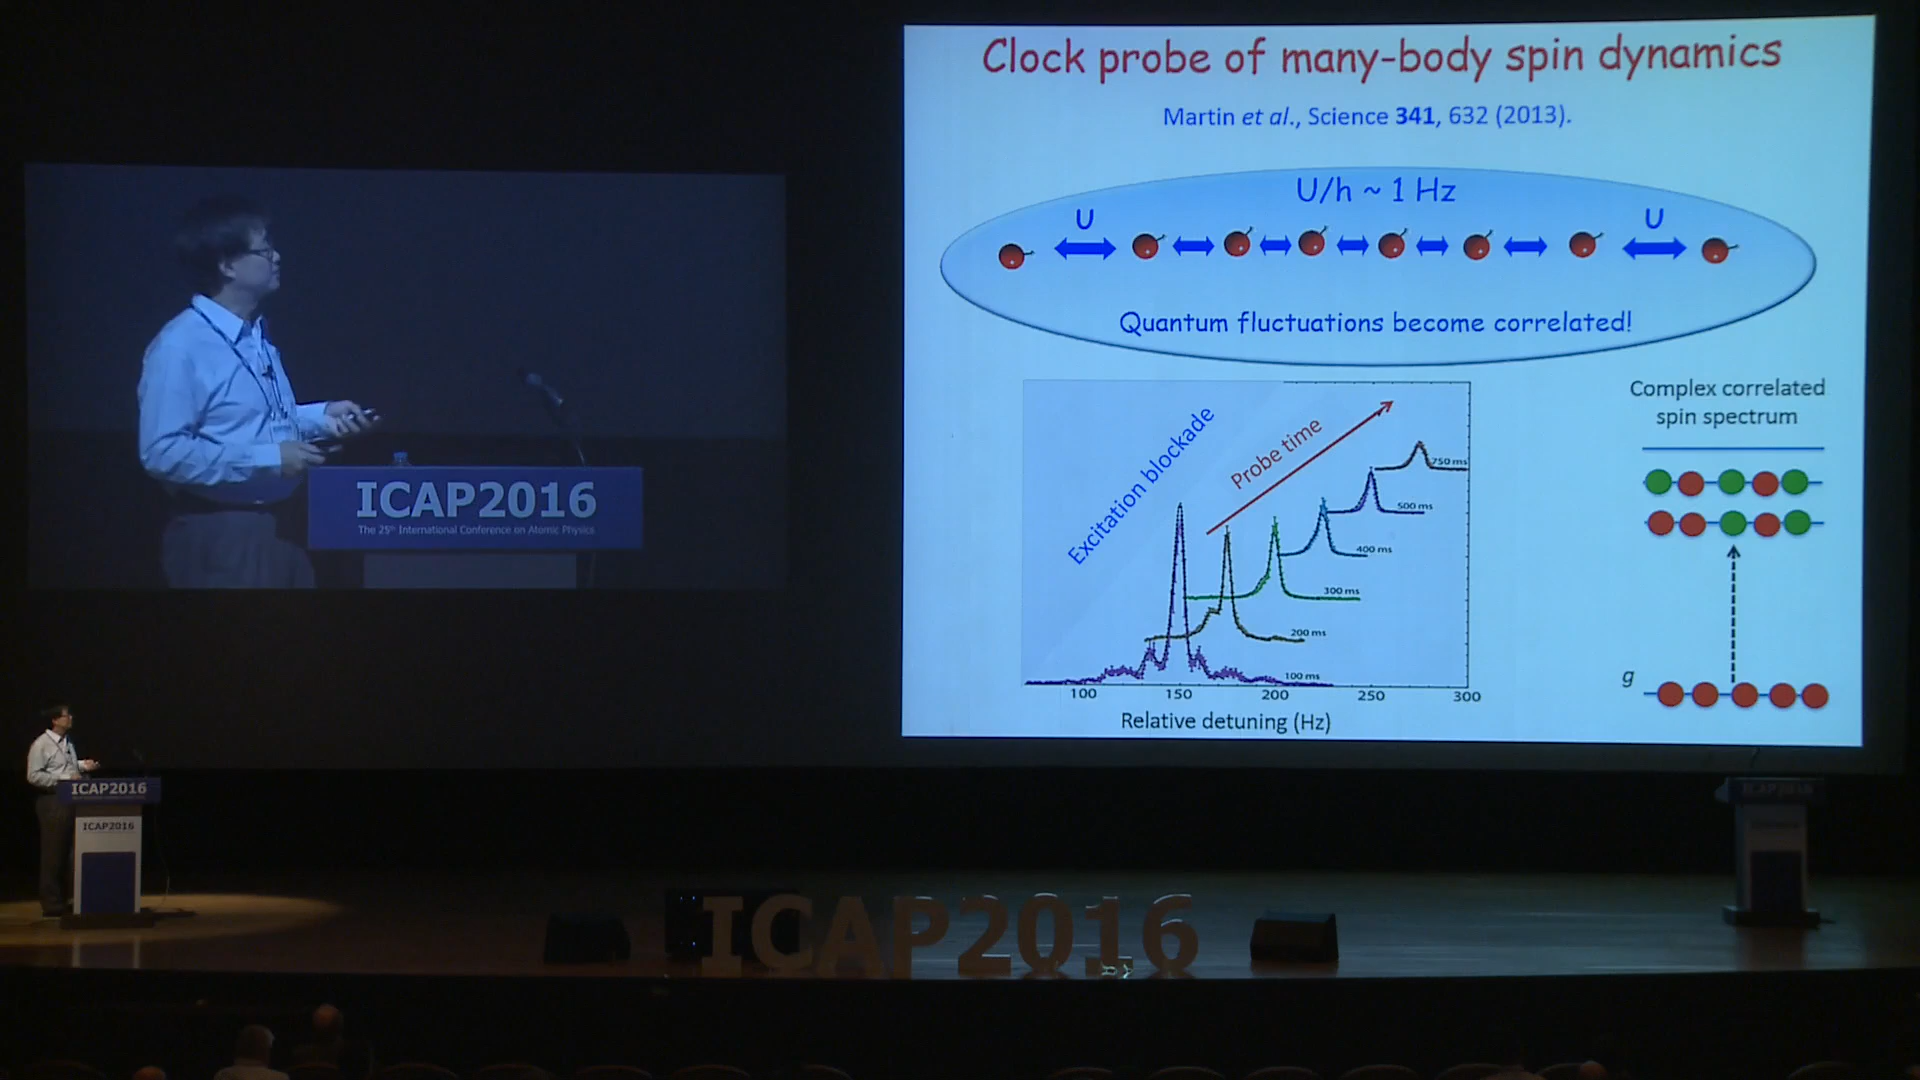 Clock probe of many-body spin dynamics
Martin et al., Science 341, 632 (2013).
U/h ~ 1 Hz
U
U
Quantum fluctuations become correlated!
Excitation blockade
Probe time
750 ms
500 ms
400 ms
300 ms
200 ms
100 ms
100 150 200 250 300
Relative detuning (Hz)
Complex correlated
spin spectrum
g
ICAP2016
The 25th International Conference on Atomic Physics
ICAP2016
ICAP2016
ICAP2016
ICAP2016